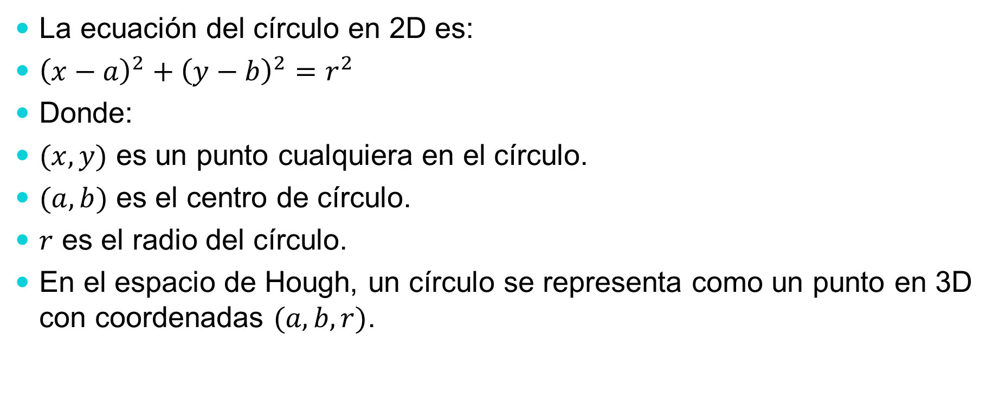 • La ecuación del círculo en 2D es:
• (x − a)² + (y − b)² = r²
• Donde:
• (x, y) es un punto cualquiera en el círculo.
• (a, b) es el centro de círculo.
• r es el radio del círculo.
• En el espacio de Hough, un círculo se representa como un punto en 3D
con coordenadas (a, b, r).